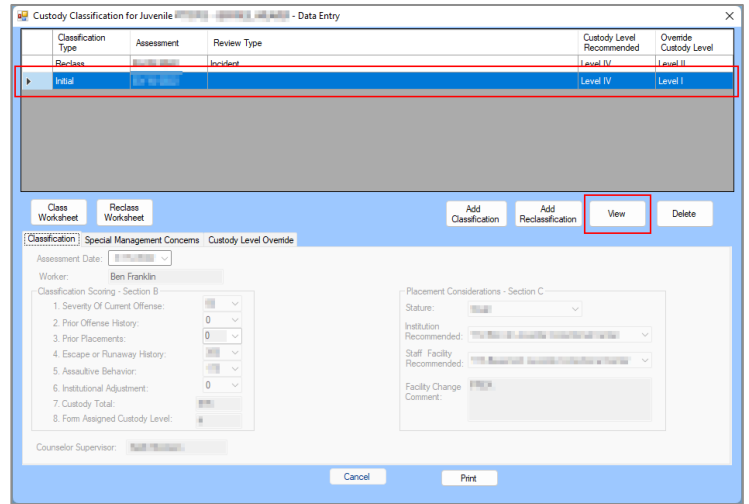 Custody Classification for Juvenile - Data Entry
Classification Type Assessment Review Type Custody Level Recommended Override Custody Level
Reclass Incident Level IV Level II
Initial Level IV Level I
Class Worksheet Reclass Worksheet Add Classification Add Reclassification View Delete
Classification Special Management Concerns Custody Level Override
Assessment Date:
Worker: Ben Franklin
Classification Scoring - Section B
1. Severity Of Current Offense:
2. Prior Offense History: 0
3. Prior Placements: 0
4. Escape or Runaway History:
5. Assaultive Behavior:
6. Institutional Adjustment: 0
7. Custody Total:
8. Form Assigned Custody Level:
Placement Considerations - Section C
Stature:
Institution Recommended:
Staff Facility Recommended:
Facility Change Comment:
Counselor Supervisor:
Cancel Print